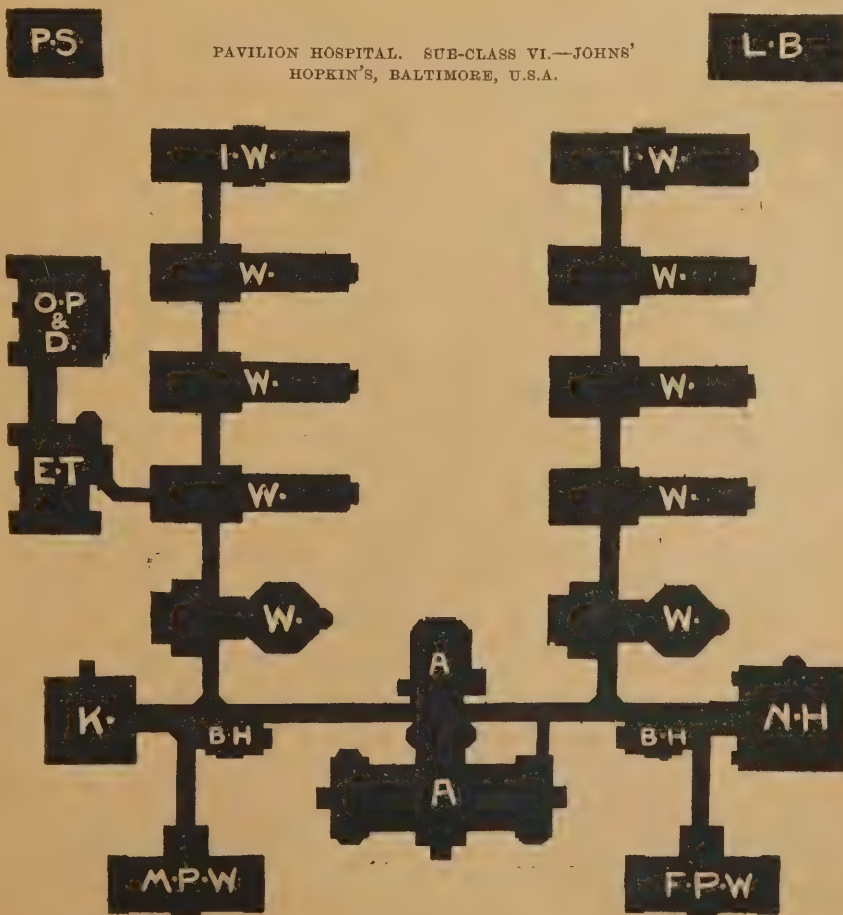 P·S
PAVILION HOSPITAL. SUB-CLASS VI.—JOHNS'
HOPKIN'S, BALTIMORE, U.S.A.
L·B
I·W·
I·W·
O·P
&
D.
W·
W·
W·
W·
E·T
W·
W·
W·
W·
A
K·
B·H
B·H
N·H
A
M·P·W
F·P·W